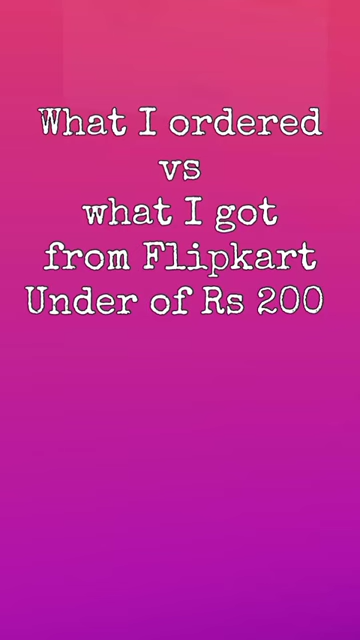 What I ordered
vs
what I got
from Flipkart
Under of Rs 200